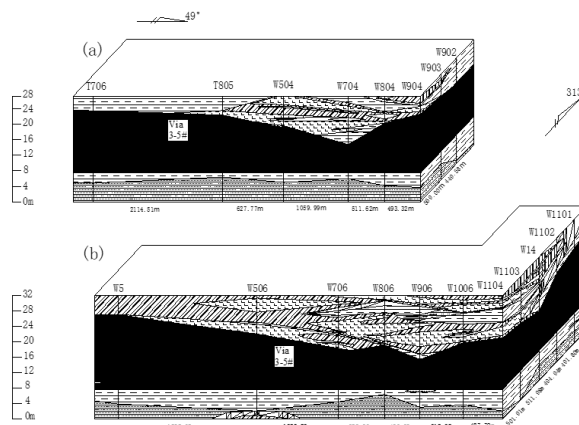 49°
(a)
W902
W903
T706 T805 W504 W704 W804 W904
28
24
20
16
12
8
4
0m
Via
3-5#
2114.81m 627.77m 1059.99m 511.62m 493.32m
313
(b)
W1101
W1102
W14
W1103
W5 W506 W706 W806 W906 W1006 W1104
32
28
24
20
16
12
8
4
0m
Via
3-5#